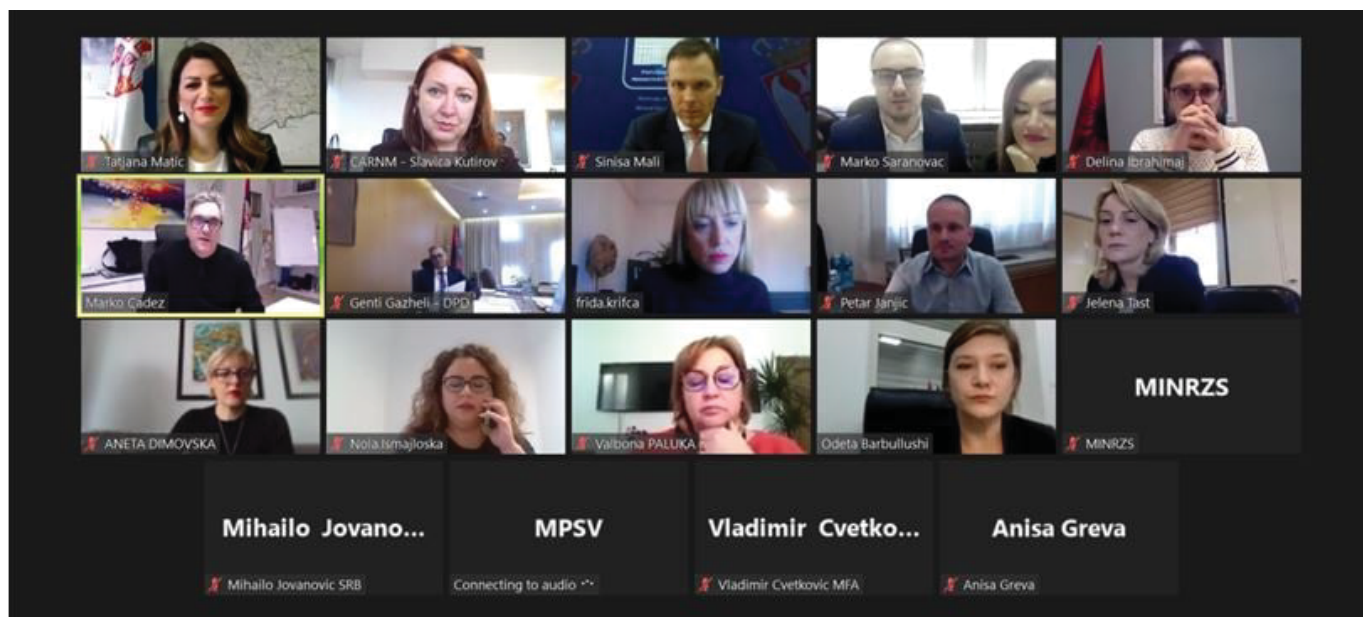 Tatjana Matic
CARNM - Slavica Kutirov
Sinisa Mali
Marko Saranovac
Delina Ibrahimaj
Marko Cadez
Genti Gazheli - DPD
frida.krifca
Petar Janjic
Jelena Tast
ANETA DIMOVSKA
Nola.Ismajloska
Valbona PALUKA
Odeta Barbullushi
MINRZS
MINRZS
Mihailo Jovano...
Mihailo Jovanovic SRB
MPSV
Connecting to audio
Vladimir Cvetko...
Vladimir Cvetkovic MFA
Anisa Greva
Anisa Greva